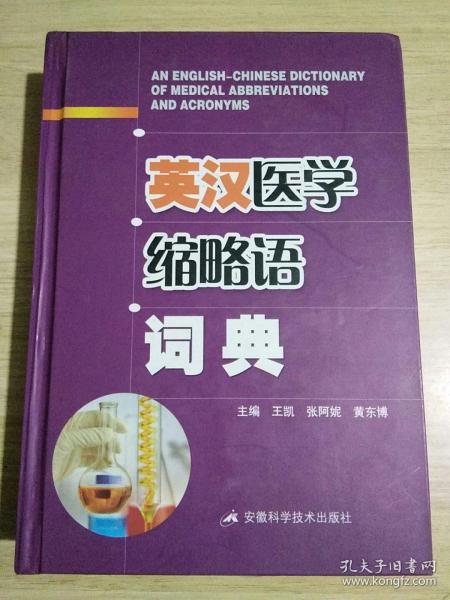 AN ENGLISH-CHINESE DICTIONARY
OF MEDICAL ABBREVIATIONS
AND ACRONYMS
英汉医学
缩略语
词典
主编 王凯 张阿妮 黄东博
安徽科学技术出版社
孔夫子旧书网
www.kongfz.com